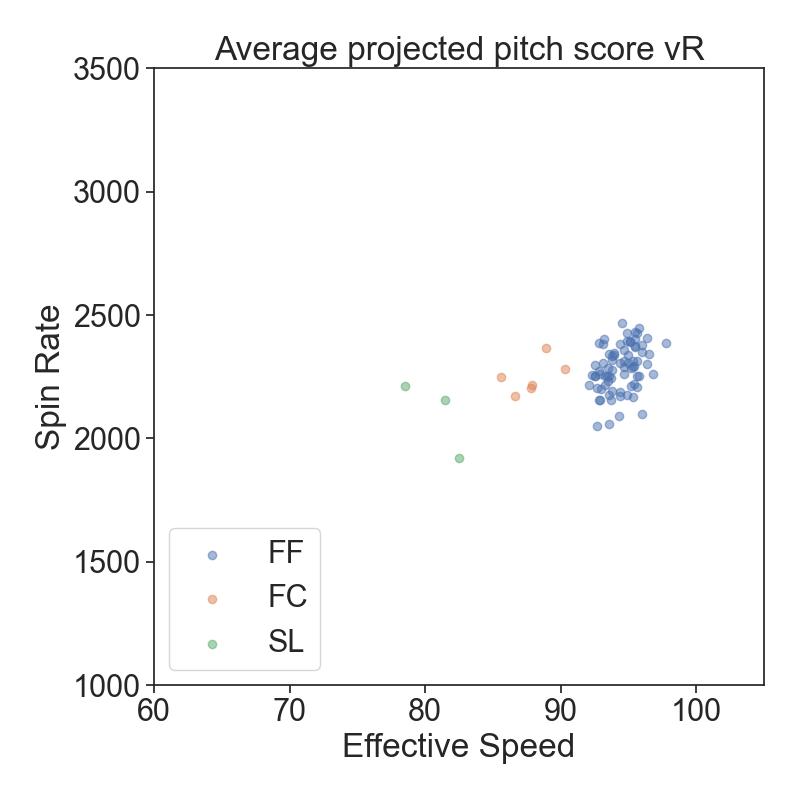 Average projected pitch score vR
3500
3000
2500
2000
1500
1000
Spin Rate
FF
FC
SL
60 70 80 90 100
Effective Speed